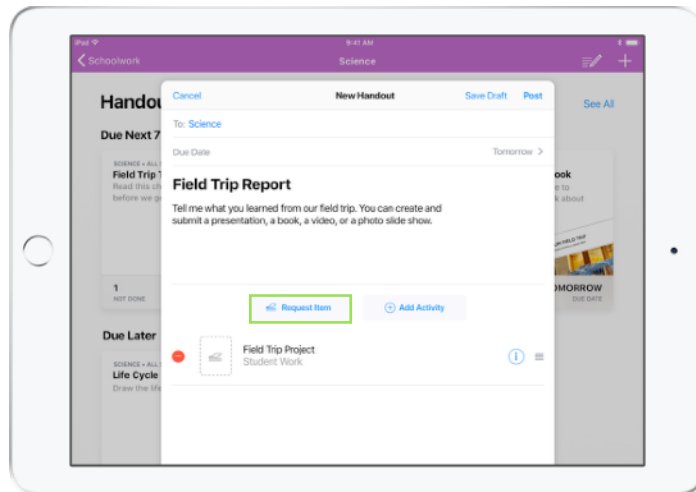 iPad
9:41 AM
Schoolwork
Science
Handou
See All
Cancel
New Handout
Save Draft
Post
To: Science
Due Next 7
Due Date
Tomorrow
SCIENCE • ALL
Field Trip
Read this ch
before we g
ook
e to
k about
Field Trip Report
Tell me what you learned from our field trip. You can create and
submit a presentation, a book, a video, or a photo slide show.
1
NOT DONE
OMORROW
DUE DATE
Request Item
Add Activity
Due Later
Field Trip Project
Student Work
SCIENCE • ALL
Life Cycle
Draw the life